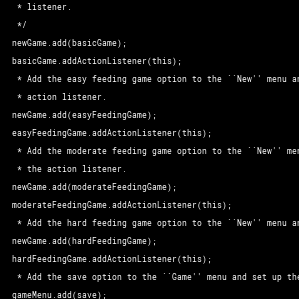 * listener.
*/
newGame.add(basicGame);
basicGame.addActionListener(this);
* Add the easy feeding game option to the ``New'' menu
* action listener.
newGame.add(easyFeedingGame);
easyFeedingGame.addActionListener(this);
* Add the moderate feeding game option to the ``New''
* the action listener.
newGame.add(moderateFeedingGame);
moderateFeedingGame.addActionListener(this);
* Add the hard feeding game option to the ``New'' menu
newGame.add(hardFeedingGame);
hardFeedingGame.addActionListener(this);
* Add the save option to the ``Game'' menu and set up the
gameMenu.add(save);